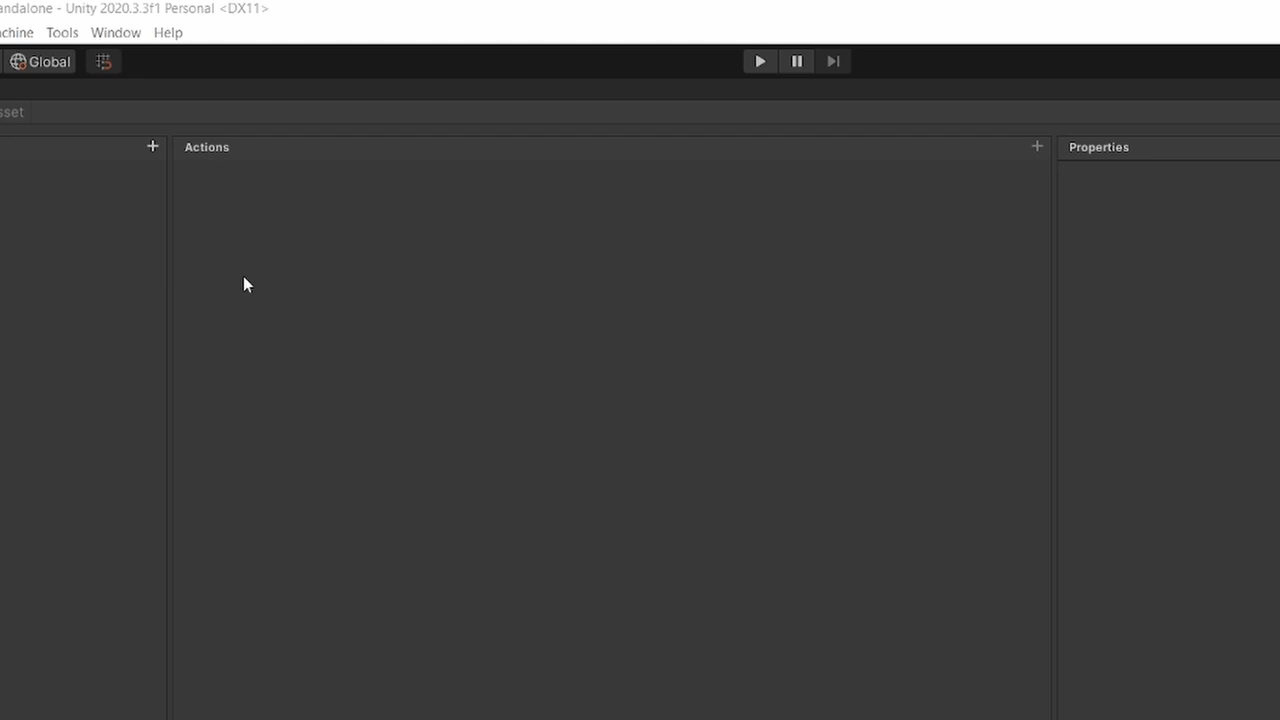 andalone - Unity 2020.3.3f1 Personal <DX11>
achine Tools Window Help
Global
sset
Actions
Properties